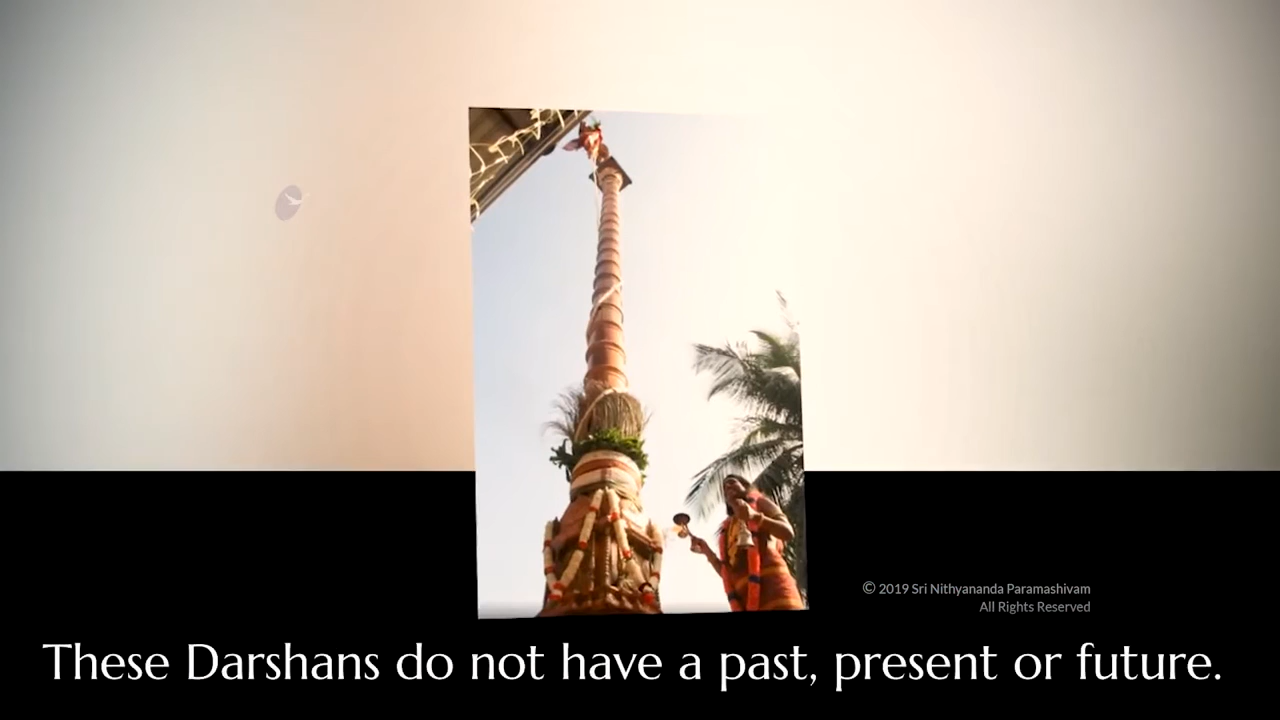 © 2019 Sri Nithyananda Paramashivam
All Rights Reserved
These Darshans do not have a past, present or future.